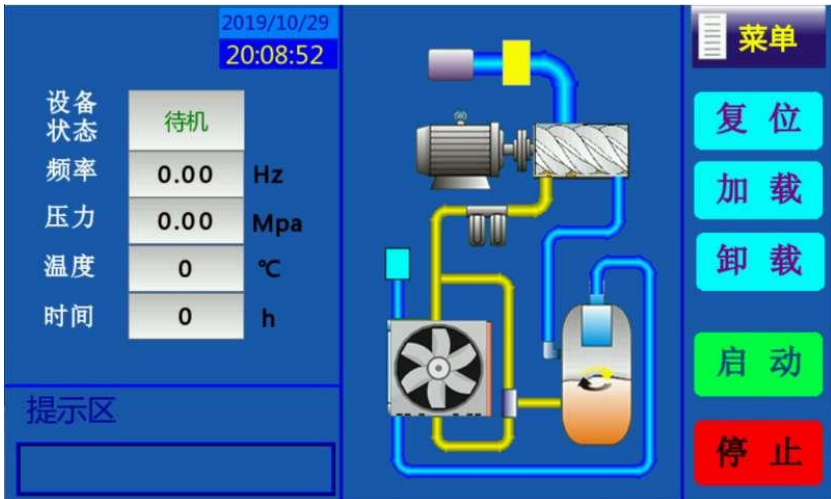 2019/10/29
20:08:52
设备
状态
待机
频率 0.00 Hz
压力 0.00 Mpa
温度 0 ℃
时间 0 h
提示区
菜单
复 位
加 载
卸 载
启 动
停 止